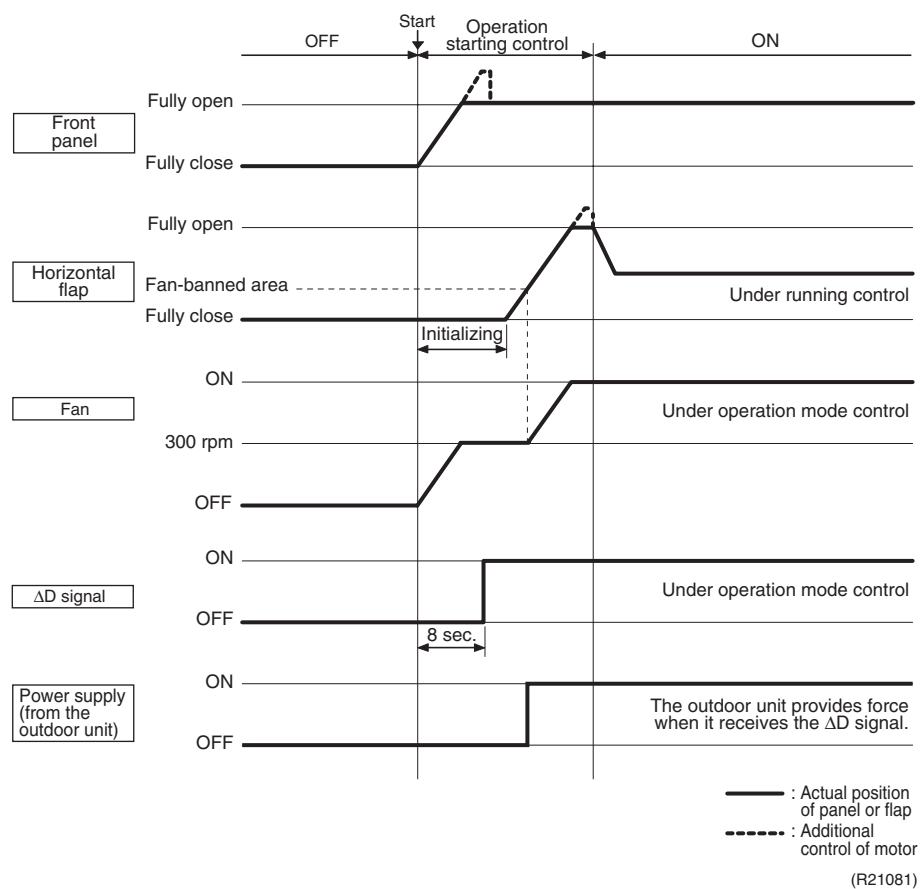 Start
OFF
Operation
starting control
ON
Front
panel
Fully open
Fully close
Horizontal
flap
Fully open
Fan-banned area
Fully close
Initializing
Under running control
Fan
ON
300 rpm
OFF
Under operation mode control
ΔD signal
ON
OFF
8 sec.
Under operation mode control
Power supply
(from the
outdoor unit)
ON
OFF
The outdoor unit provides force
when it receives the ΔD signal.
: Actual position
of panel or flap
: Additional
control of motor
(R21081)